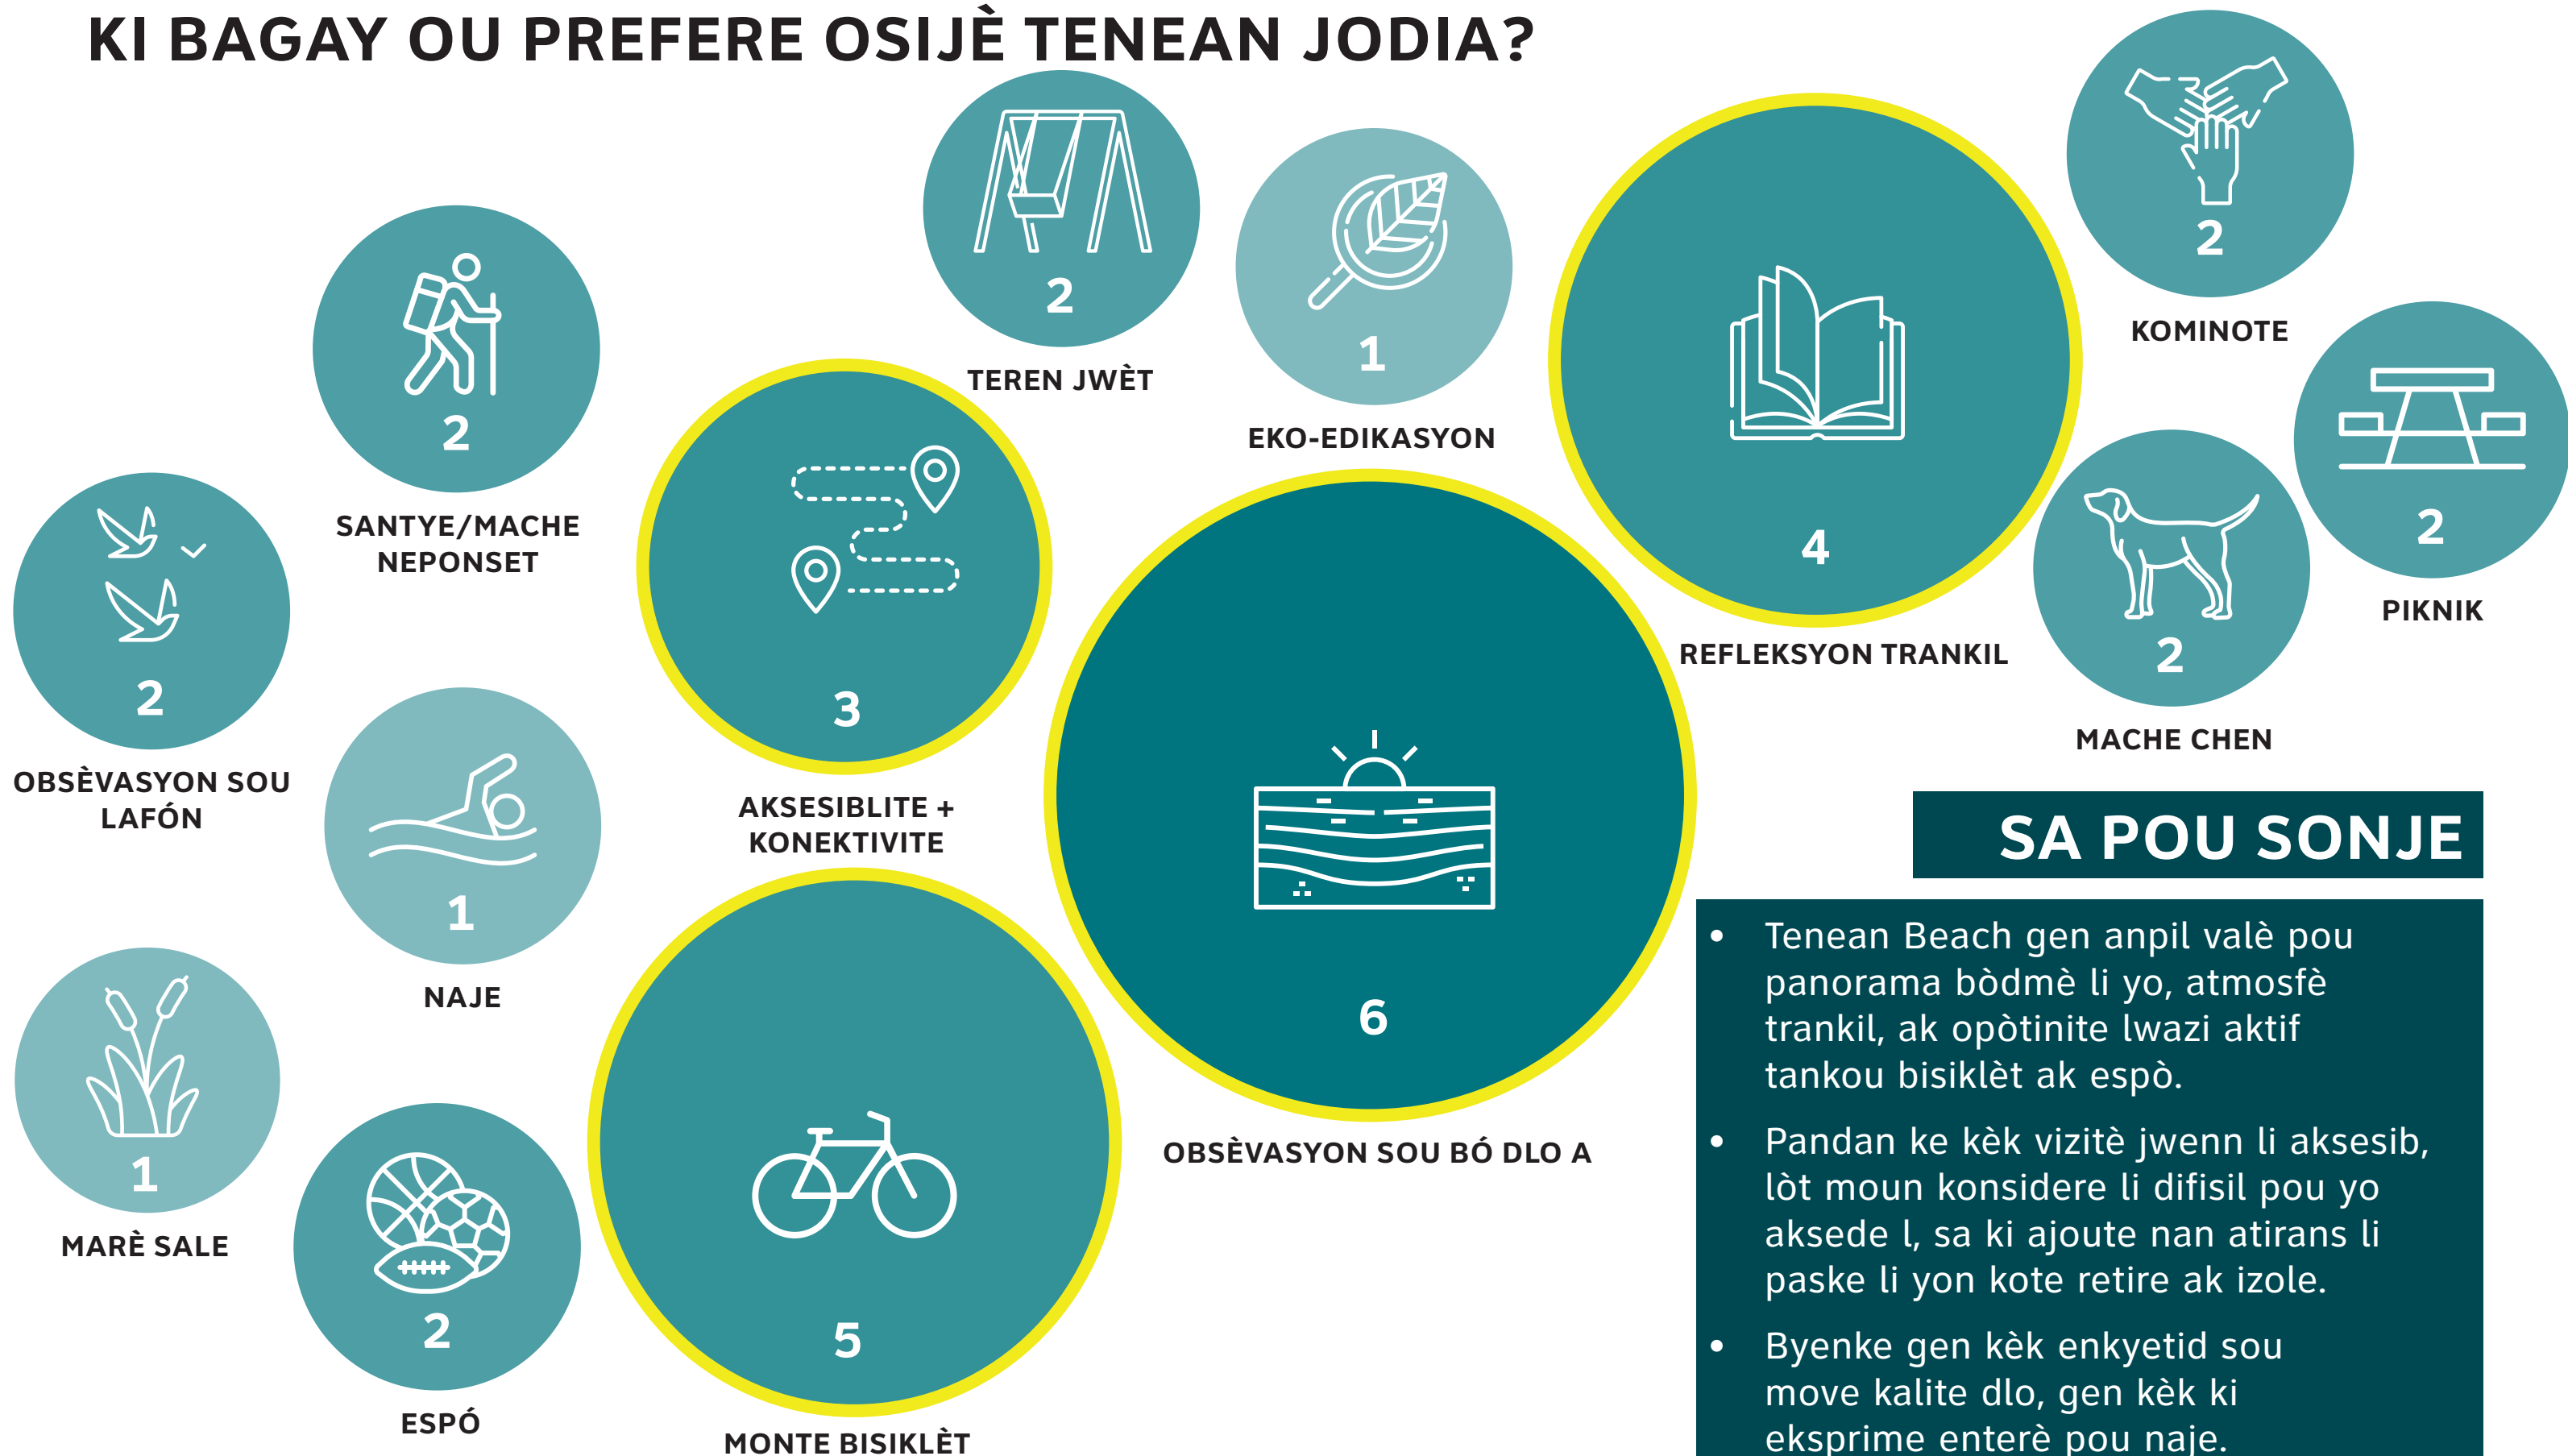 KI BAGAY OU PREFERE OSIJÈ TENEAN JODIA?
2
TEREN JWÈT
1
EKO-EDIKASYON
4
REFLEKSYON TRANKIL
2
KOMINOTE
2
PIKNIK
2
MACHE CHEN
2
SANTYE/MACHE
NEPONSET
3
AKSESIBLITE +
KONEKTIVITE
2
OBSÈVASYON SOU
LAFÓN
1
NAJE
6
OBSÈVASYON SOU BÓ DLO A
1
MARÈ SALE
2
ESPÓ
5
MONTE BISIKLÈT
SA POU SONJE
• Tenean Beach gen anpil valè pou
panorama bòdmè li yo, atmosfè
trankil, ak opòtinite lwazi aktif
tankou bisiklèt ak espò.
• Pandan ke kèk vizitè jwenn li aksesib,
lòt moun konsidere li difisil pou yo
aksede l, sa ki ajoute nan atirans li
paske li yon kote retire ak izole.
• Byenke gen kèk enkyetid sou
move kalite dlo, gen kèk ki
eksprime enterè pou naje.